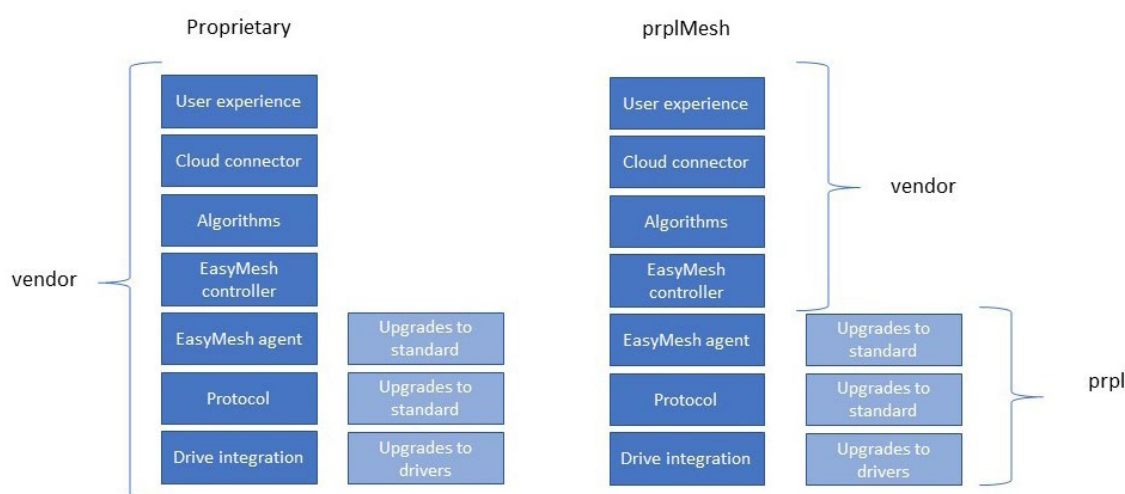 Proprietary
vendor
User experience
Cloud connector
Algorithms
EasyMesh
controller
EasyMesh agent
Upgrades to
standard
Protocol
Upgrades to
standard
Drive integration
Upgrades to
drivers
prplMesh
User experience
Cloud connector
Algorithms
EasyMesh
controller
vendor
EasyMesh agent
Upgrades to
standard
Protocol
Upgrades to
standard
Drive integration
Upgrades to
drivers
prpl